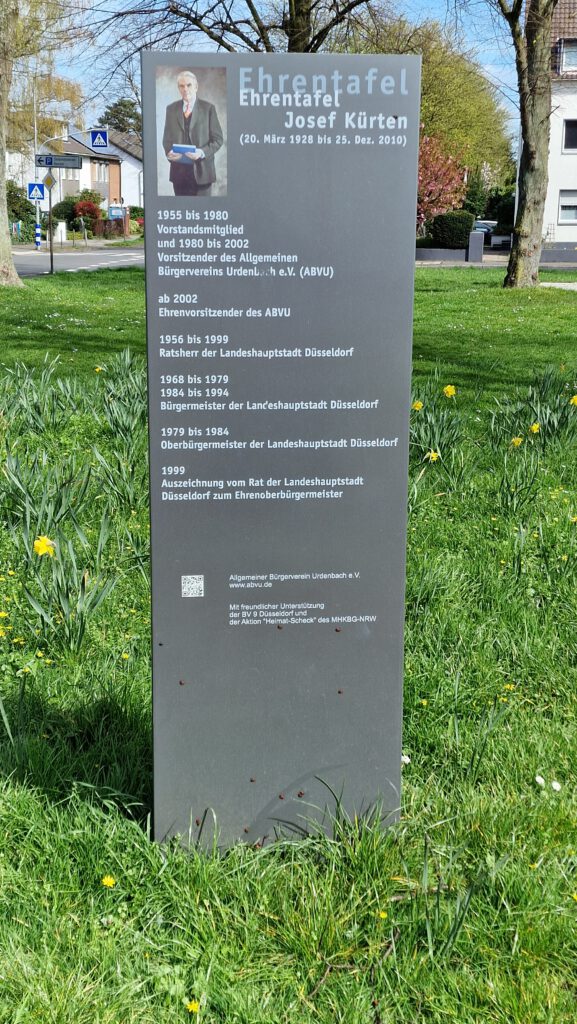 Ehrentafel
Ehrentafel
Josef Kürten
(20. März 1928 bis 25. Dez. 2010)
1955 bis 1980
Vorstandsmitglied
und 1980 bis 2002
Vorsitzender des Allgemeinen
Bürgervereins Urdenbach e.V. (ABVU)
ab 2002
Ehrenvorsitzender des ABVU
1956 bis 1999
Ratsherr der Landeshauptstadt Düsseldorf
1968 bis 1979
1984 bis 1994
Bürgermeister der Landeshauptstadt Düsseldorf
1979 bis 1984
Oberbürgermeister der Landeshauptstadt Düsseldorf
1999
Auszeichnung vom Rat der Landeshauptstadt
Düsseldorf zum Ehrenoberbürgermeister
Allgemeiner Bürgerverein Urdenbach e.V.
www.abvu.de
Mit freundlicher Unterstützung
der BV 9 Düsseldorf und
der Aktion "Heimat-Scheck" des MHKBG-NRW